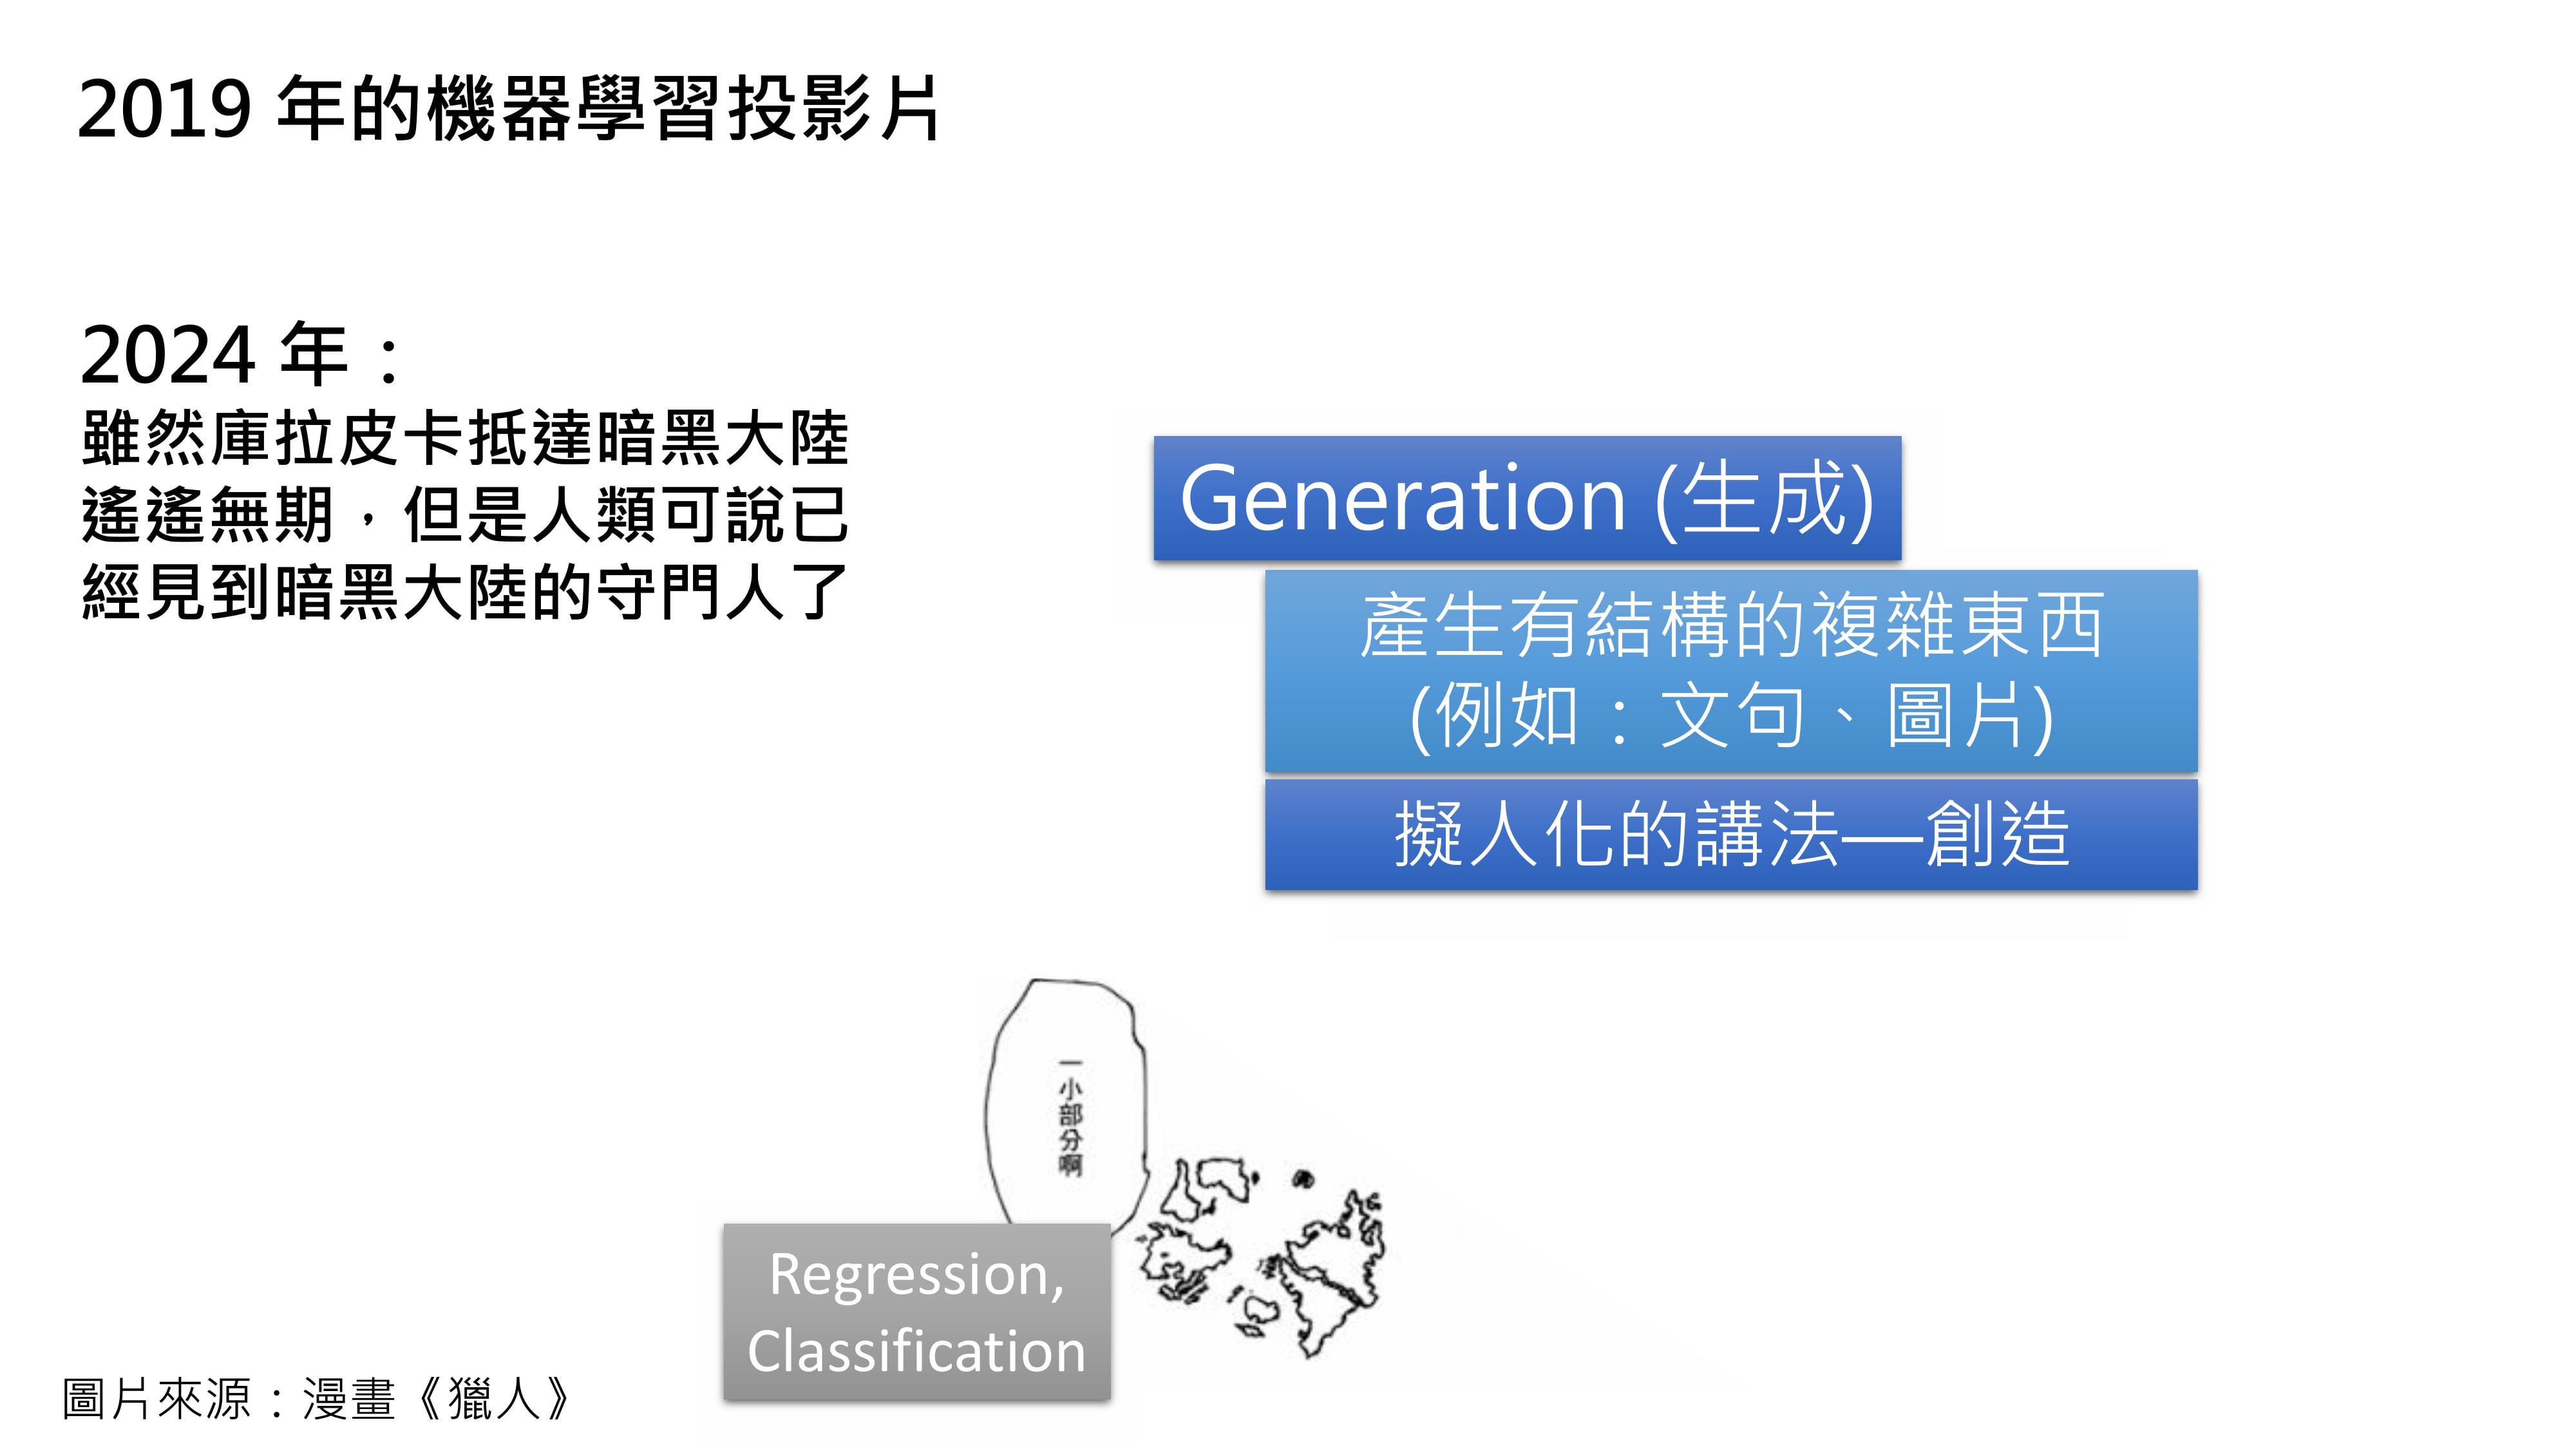 2019 年的機器學習投影片
2024 年：
雖然庫拉皮卡抵達暗黑大陸
遙遙無期，但是人類可說已
經見到暗黑大陸的守門人了
Generation (生成)
產生有結構的複雜東西
(例如：文句、圖片)
擬人化的講法—創造
一小部分啊
Regression,
Classification
圖片來源：漫畫《獵人》